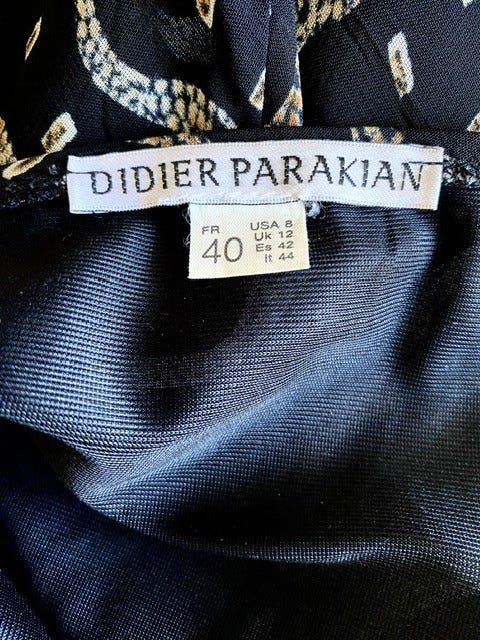 DIDIER PARAKIAN
FR 40
USA 8
Uk 12
Es 42
It 44